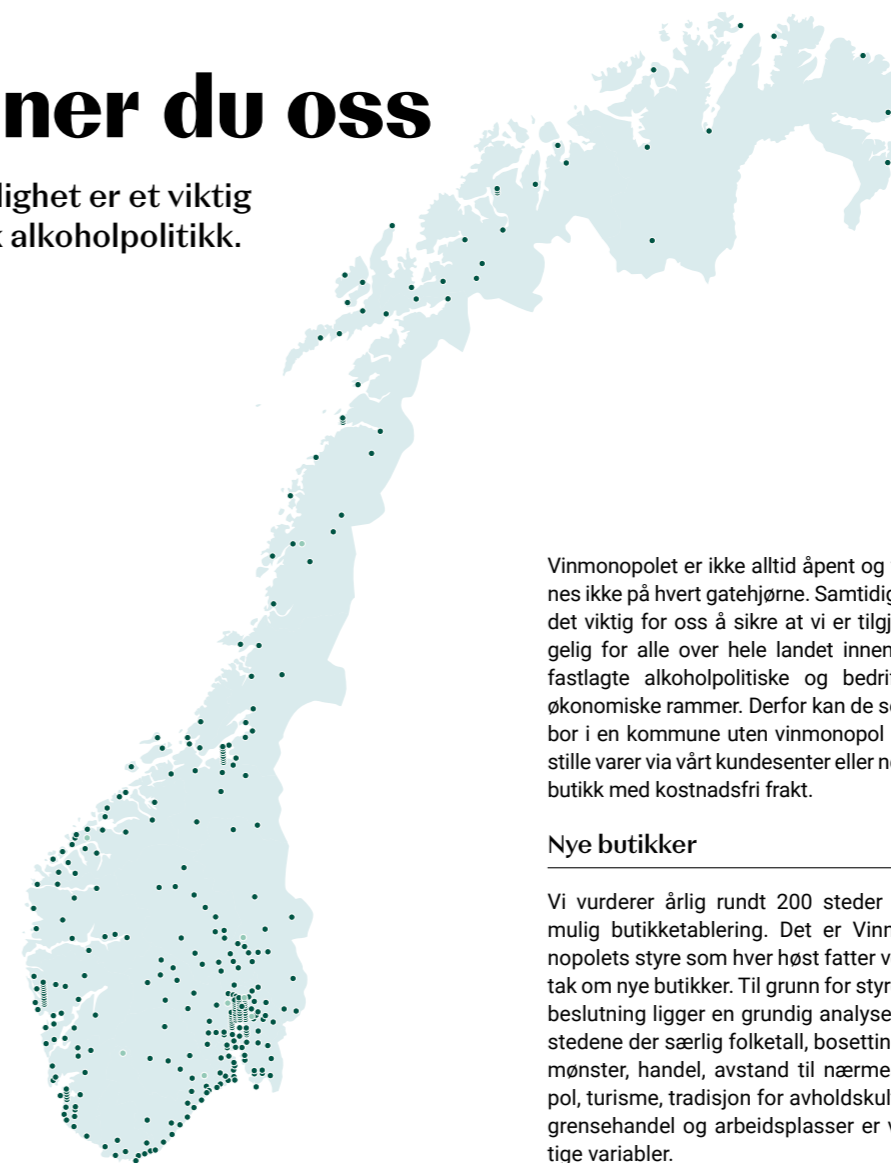 ner du oss
lighet er et viktig
alkoholpolitikk.
Vinmonopolet er ikke alltid åpent og
nes ikke på hvert gatehjørne. Samtidig
det viktig for oss å sikre at vi er tilgj
gelig for alle over hele landet innen
fastlagte alkoholpolitiske og bedri
økonomiske rammer. Derfor kan de s
bor i en kommune uten vinmonopol
stille varer via vårt kundesenter eller n
butikk med kostnadsfri frakt.
Nye butikker
Vi vurderer årlig rundt 200 steder
mulig butikketablering. Det er Vinm
nopolets styre som hver høst fatter v
tak om nye butikker. Til grunn for styr
beslutning ligger en grundig analyse
stedene der særlig folketall, bosettin
mønster, handel, avstand til nærme
pol, turisme, tradisjon for avholdskul
grensehandel og arbeidsplasser er v
tige variabler.